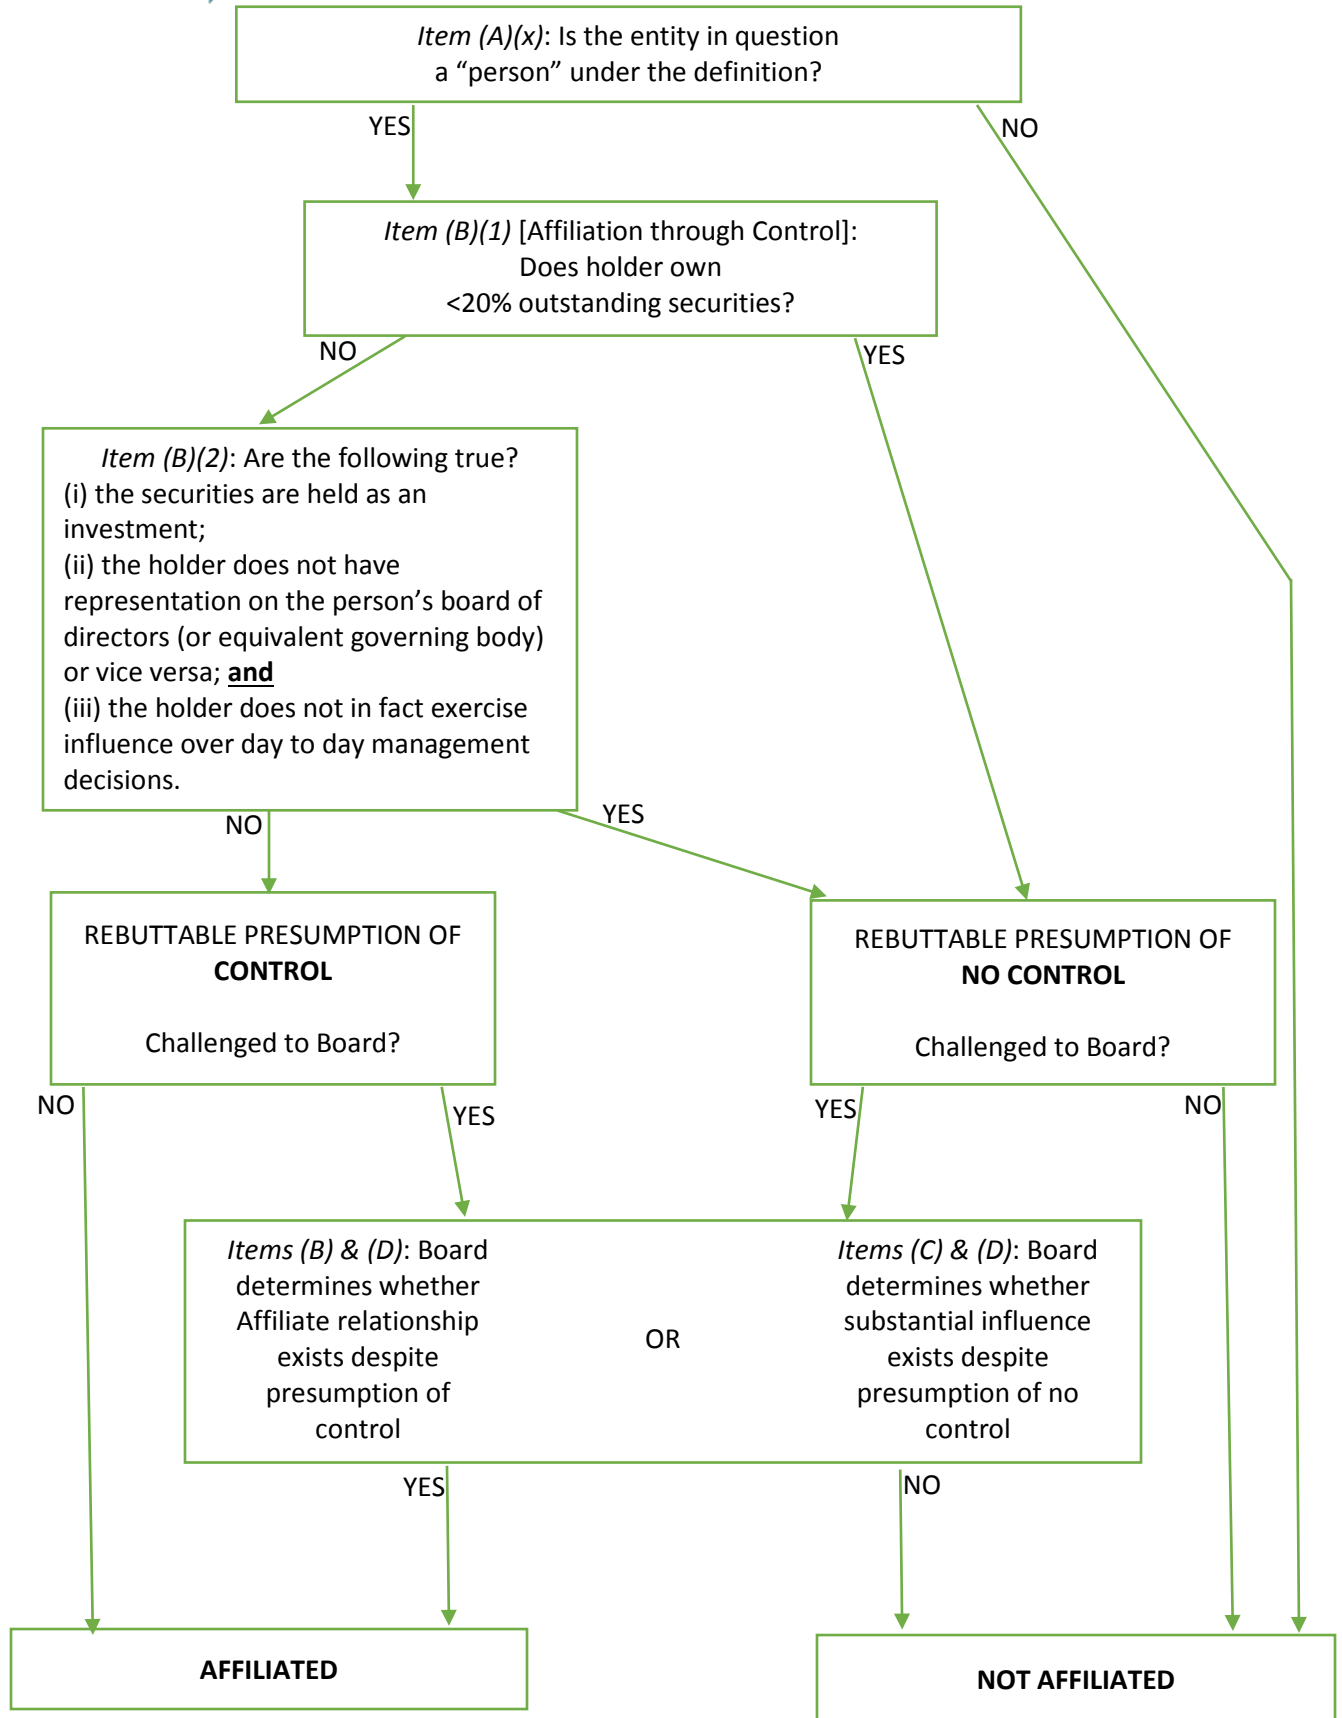 Item (A)(x): Is the entity in question
a “person” under the definition?
YES
NO
Item (B)(1) [Affiliation through Control]:
Does holder own
<20% outstanding securities?
NO
YES
Item (B)(2): Are the following true?
(i) the securities are held as an
investment;
(ii) the holder does not have
representation on the person’s board of
directors (or equivalent governing body)
or vice versa; and
(iii) the holder does not in fact exercise
influence over day to day management
decisions.
NO
YES
REBUTTABLE PRESUMPTION OF
CONTROL
Challenged to Board?
REBUTTABLE PRESUMPTION OF
NO CONTROL
Challenged to Board?
NO
YES
YES
NO
Items (B) & (D): Board
determines whether
Affiliate relationship
exists despite
presumption of
control
OR
Items (C) & (D): Board
determines whether
substantial influence
exists despite
presumption of no
control
YES
NO
AFFILIATED
NOT AFFILIATED